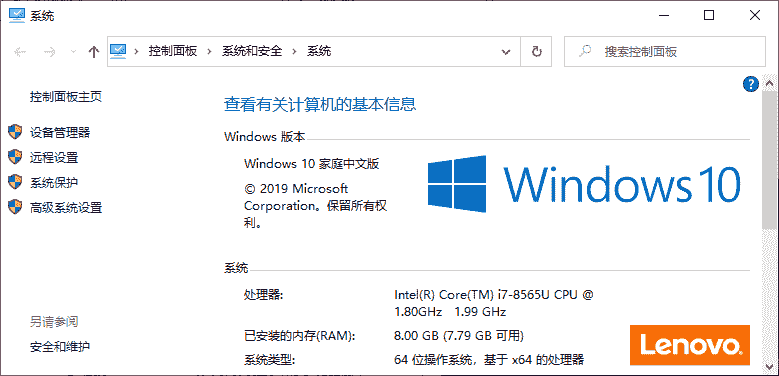 系统
控制面板 系统和安全 系统
搜索控制面板
控制面板主页
设备管理器
远程设置
系统保护
高级系统设置
另请参阅
安全和维护
?
查看有关计算机的基本信息
Windows 版本
Windows 10 家庭中文版
© 2019 Microsoft
Corporation。保留所有权
利。
Windows 10
系统
处理器: Intel(R) Core(TM) i7-8565U CPU @
1.80GHz 1.99 GHz
已安装的内存(RAM): 8.00 GB (7.79 GB 可用)
系统类型: 64 位操作系统，基于 x64 的处理器
Lenovo.